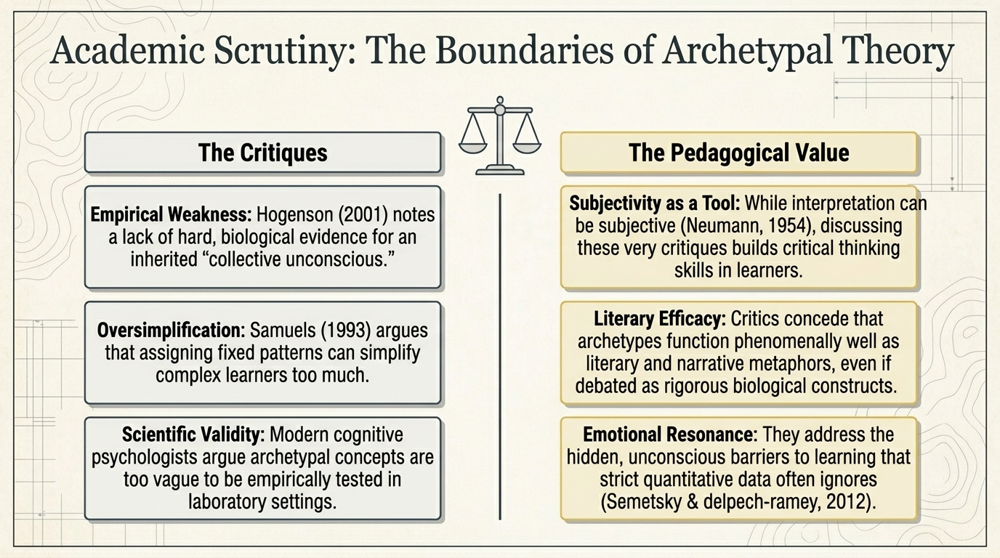 Academic Scrutiny: The Boundaries of Archetypal Theory
The Critiques
Empirical Weakness: Hogenson (2001) notes
a lack of hard, biological evidence for an
inherited “collective unconscious.”
Oversimplification: Samuels (1993) argues
that assigning fixed patterns can simplify
complex learners too much.
Scientific Validity: Modern cognitive
psychologists argue archetypal concepts are
too vague to be empirically tested in
laboratory settings.
The Pedagogical Value
Subjectivity as a Tool: While interpretation can
be subjective (Neumann, 1954), discussing
these very critiques builds critical thinking
skills in learners.
Literary Efficacy: Critics concede that
archetypes function phenomenally well as
literary and narrative metaphors, even if
debated as rigorous biological constructs.
Emotional Resonance: They address the
hidden, unconscious barriers to learning that
strict quantitative data often ignores
(Semetsky & delpech-ramey, 2012).